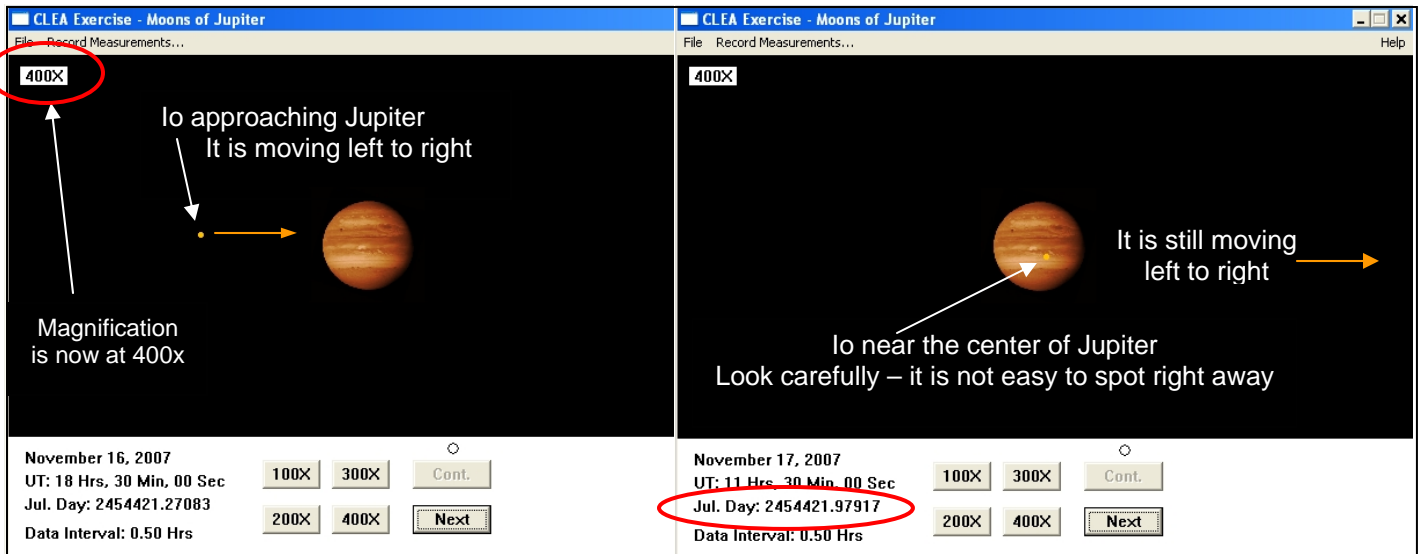 CLEA Exercise - Moons of Jupiter
File Record Measurements...
400X
Io approaching Jupiter
It is moving left to right
Magnification
is now at 400x
November 16, 2007
UT: 18 Hrs, 30 Min, 00 Sec
Jul. Day: 2454421.27083
Data Interval: 0.50 Hrs
100X 300X Cont.
200X 400X Next
CLEA Exercise - Moons of Jupiter
File Record Measurements... Help
400X
It is still moving
left to right
Io near the center of Jupiter
Look carefully – it is not easy to spot right away
November 17, 2007
UT: 11 Hrs, 30 Min, 00 Sec
Jul. Day: 2454421.97917
Data Interval: 0.50 Hrs
100X 300X Cont.
200X 400X Next